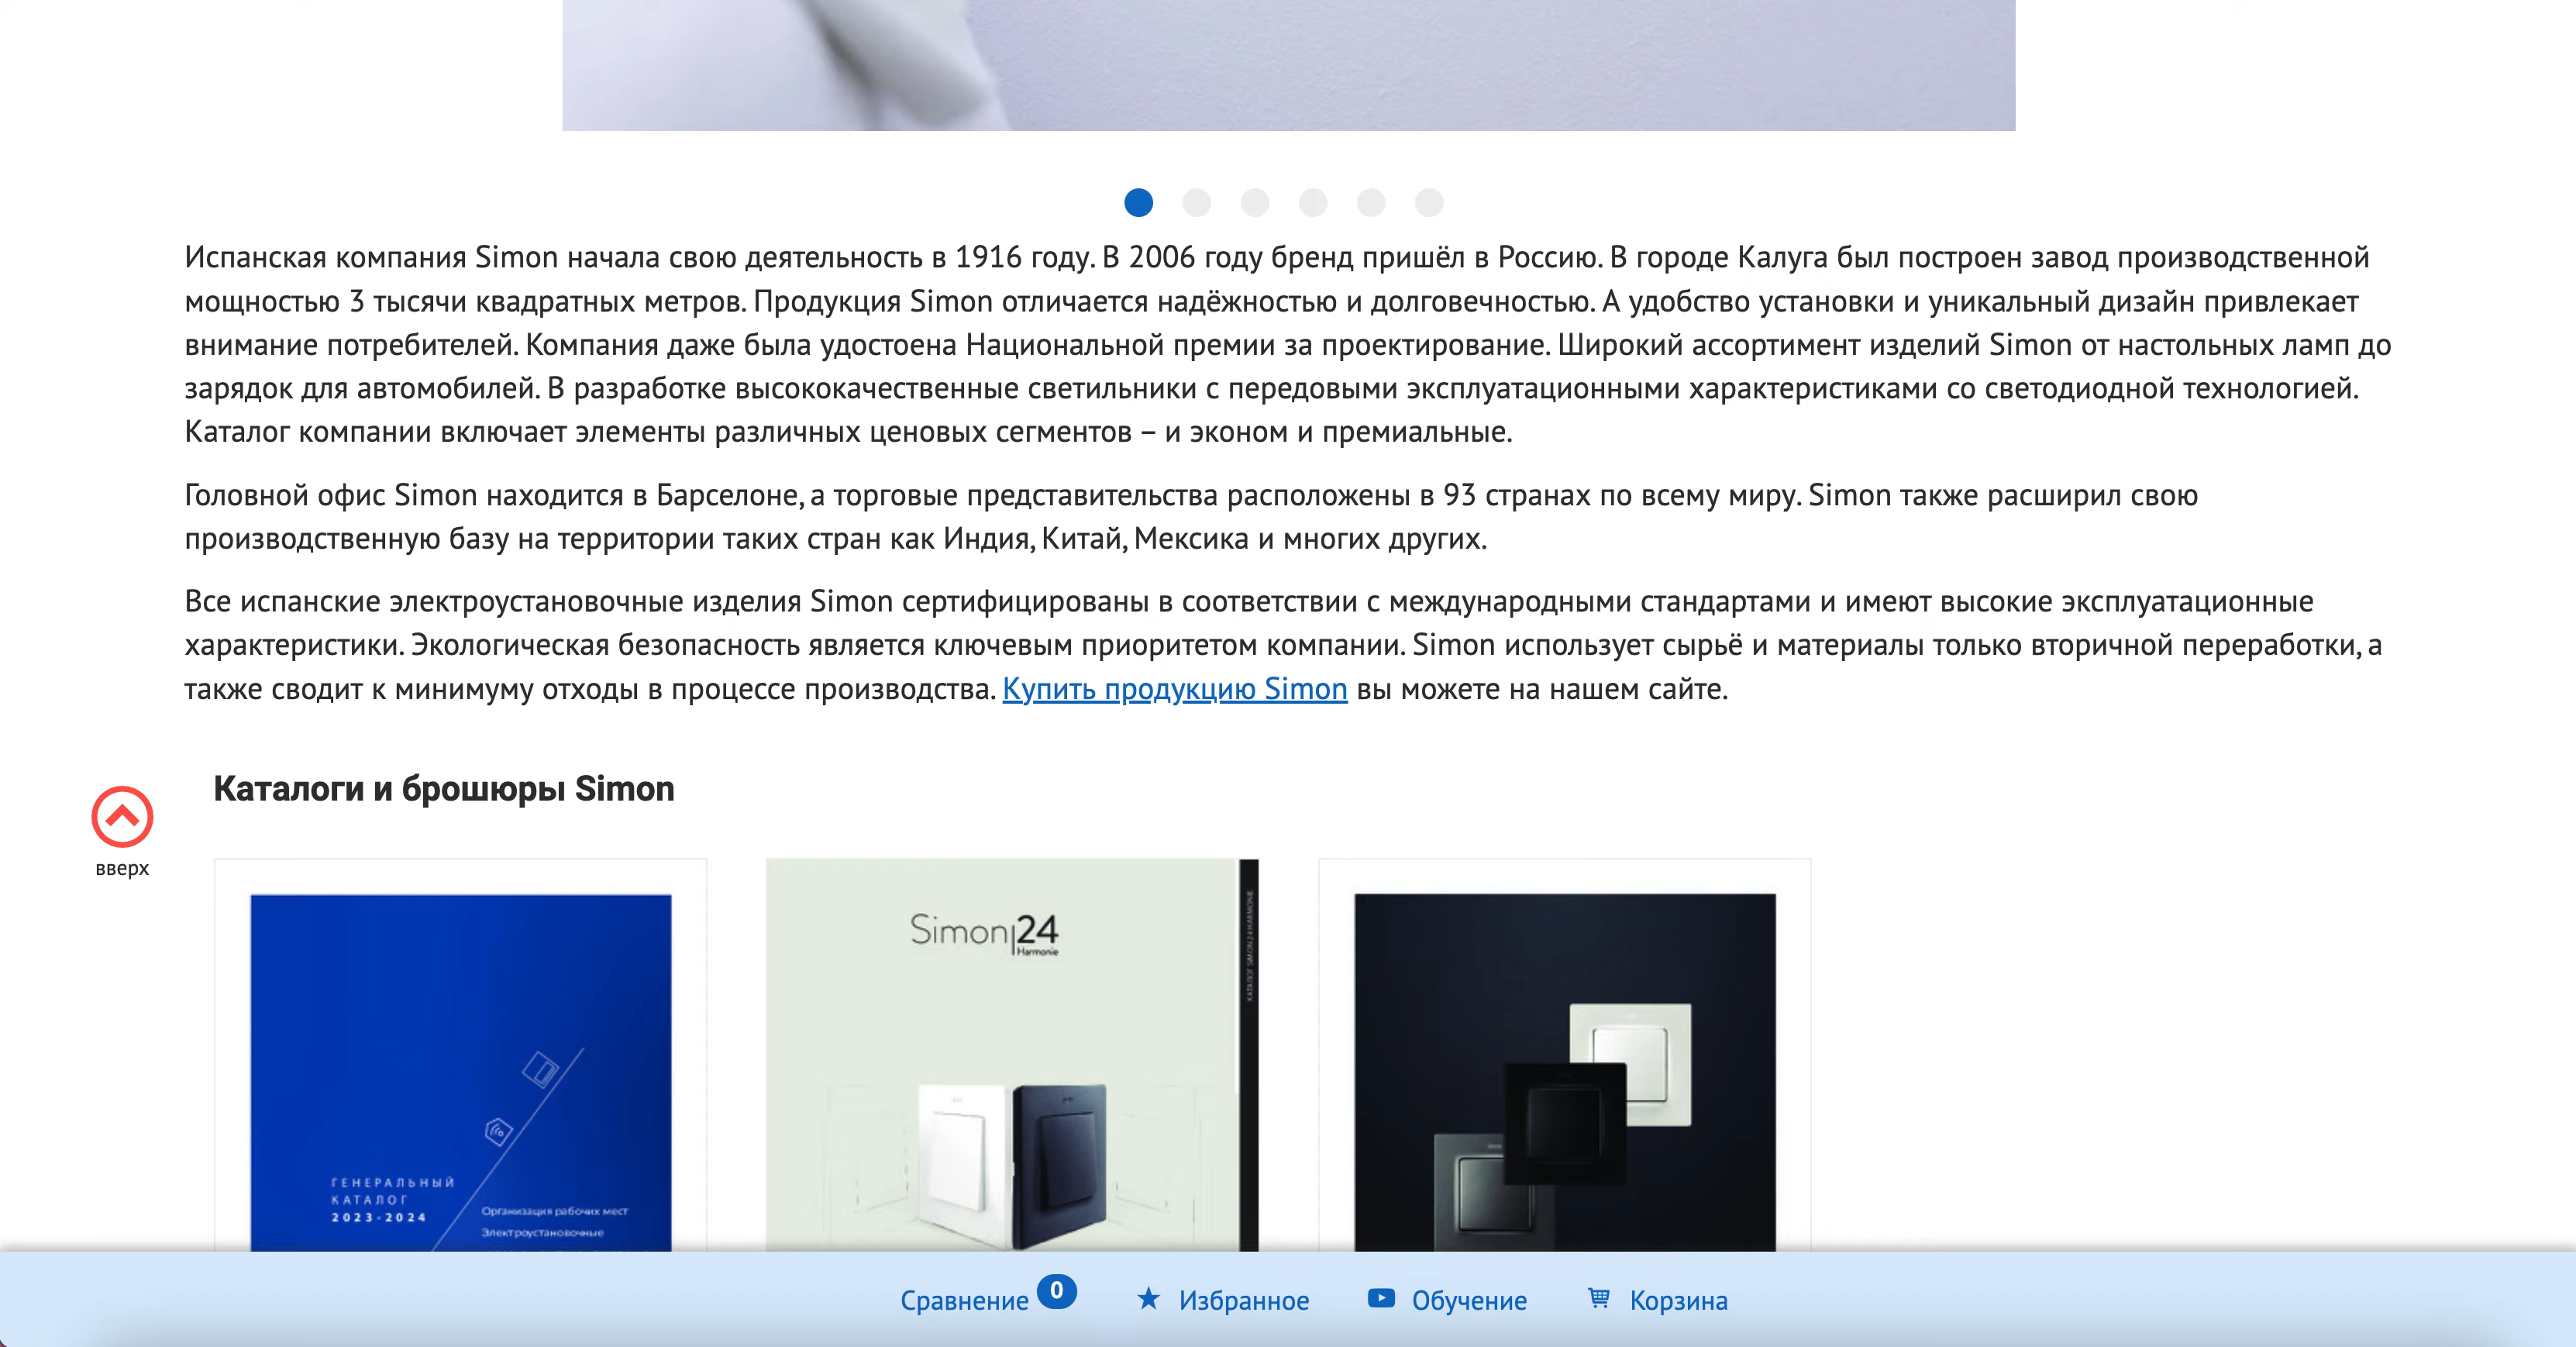 Испанская компания Simon начала свою деятельность в 1916 году. В 2006 году бренд пришёл в Россию. В городе Калуга был построен завод производственной
мощностью 3 тысячи квадратных метров. Продукция Simon отличается надёжностью и долговечностью. А удобство установки и уникальный дизайн привлекает
внимание потребителей. Компания даже была удостоена Национальной премии за проектирование. Широкий ассортимент изделий Simon от настольных ламп до
зарядок для автомобилей. В разработке высококачественные светильники с передовыми эксплуатационными характеристиками со светодиодной технологией.
Каталог компании включает элементы различных ценовых сегментов – и эконом и премиальные.
Головной офис Simon находится в Барселоне, а торговые представительства расположены в 93 странах по всему миру. Simon также расширил свою
производственную базу на территории таких стран как Индия, Китай, Мексика и многих других.
Все испанские электроустановочные изделия Simon сертифицированы в соответствии с международными стандартами и имеют высокие эксплуатационные
характеристики. Экологическая безопасность является ключевым приоритетом компании. Simon использует сырьё и материалы только вторичной переработки, а
также сводит к минимуму отходы в процессе производства. Купить продукцию Simon вы можете на нашем сайте.
Каталоги и брошюры Simon
вверх
ГЕНЕРАЛЬНЫЙ
КАТАЛОГ
2023-2024
Организация рабочих мест
Электроустановочные
Simon|24
Harmonie
КАТАЛОГ SIMON 24 HARMONIE
Сравнение 0
Избранное
Обучение
Корзина